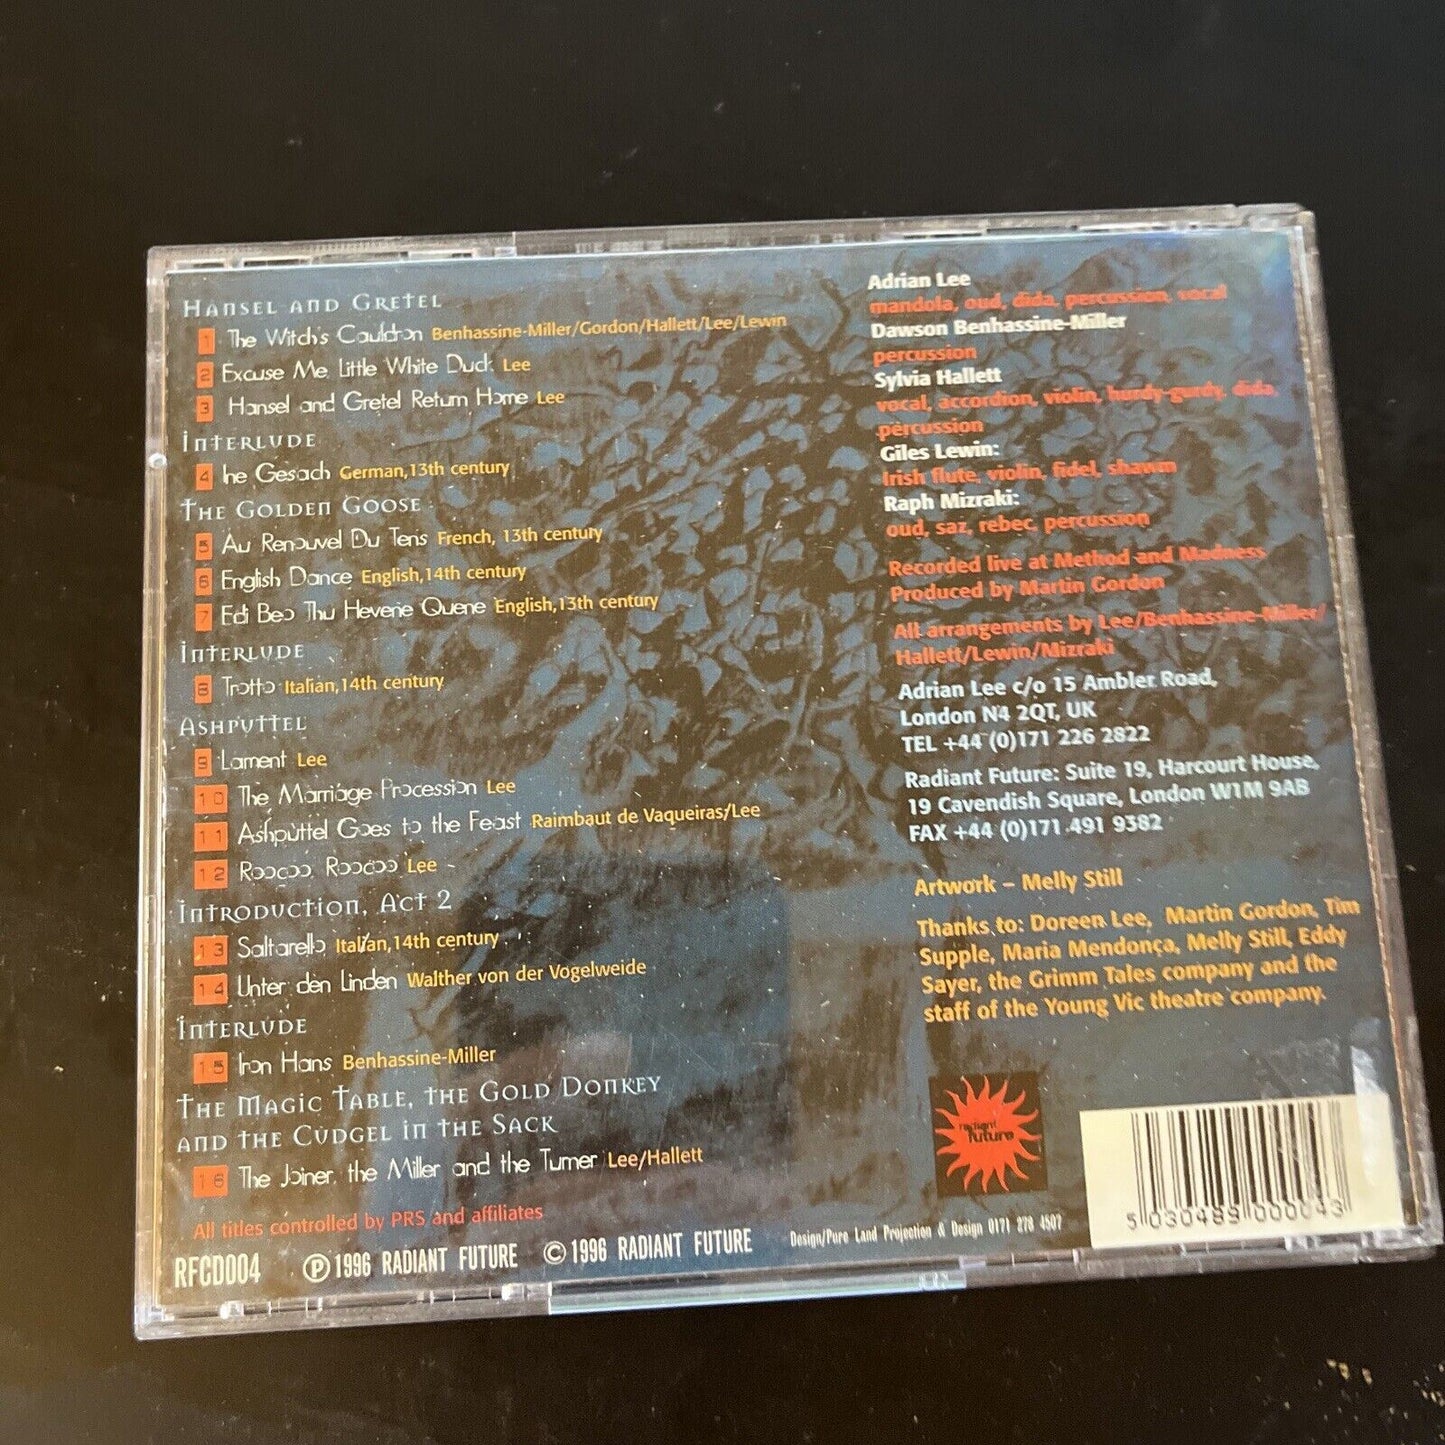 Hansel and Gretel
1 The Witch's Cauldron Benhassine-Miller/Gordon/Hallett/Lee/Lewin
2 Excuse Me, Little White Duck Lee
3 Hansel and Gretel Return Home Lee
Interlude
4 Ine Gesach German,13th century
The Golden Goose
5 Au Renouvel Du Tens French, 13th century
6 English Dance English,14th century
7 Edi Beo Thu Hevene Quene English,13th century
Interlude
8 Trotto Italian,14th century
Ashputtel
9 Lament Lee
10 The Marriage Procession Lee
11 Ashputtel Goes to the Feast Raimbaut de Vaqueiras/Lee
12 Roocoo, Roocoo Lee
Introduction, Act 2
13 Saltarello Italian,14th century
14 Unter den Linden Walther von der Vogelweide
Interlude
15 Iron Hans Benhassine-Miller
The Magic Table, the Gold Donkey
and the Cudgel in the Sack
16 The Joiner, the Miller and the Turner Lee/Hallett
All titles controlled by PRS and affiliates
RFCD004 Ⓟ 1996 RADIANT FUTURE © 1996 RADIANT FUTURE
Design/Pure Land Projection & Design 0171 278 4507
Adrian Lee
mandola, oud, dida, percussion, vocal
Dawson Benhassine-Miller
percussion
Sylvia Hallett
vocal, accordion, violin, hurdy-gurdy, dida,
percussion
Giles Lewin:
Irish flute, violin, fidel, shawm
Raph Mizraki:
oud, saz, rebec, percussion
Recorded live at Method and Madness
Produced by Martin Gordon
All arrangements by Lee/Benhassine-Miller/
Hallett/Lewin/Mizraki
Adrian Lee c/o 15 Ambler Road,
London N4 2QT, UK
TEL +44 (0)171 226 2822
Radiant Future: Suite 19, Harcourt House,
19 Cavendish Square, London W1M 9AB
FAX +44 (0)171 491 9382
Artwork – Melly Still
Thanks to: Doreen Lee, Martin Gordon, Tim
Supple, Maria Mendonça, Melly Still, Eddy
Sayer, the Grimm Tales company and the
staff of the Young Vic theatre company.
radiant
future
5 030489 000043